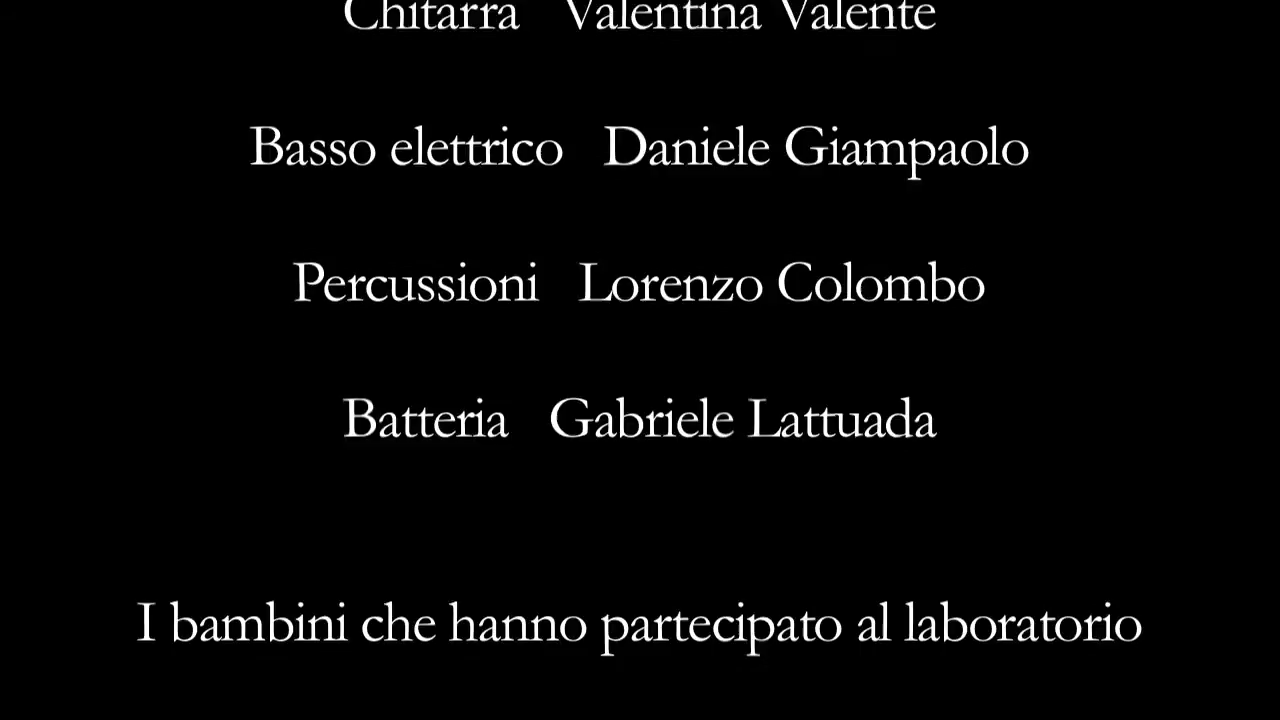 Chitarra Valentina Valente
Basso elettrico Daniele Giampaolo
Percussioni Lorenzo Colombo
Batteria Gabriele Lattuada
I bambini che hanno partecipato al laboratorio